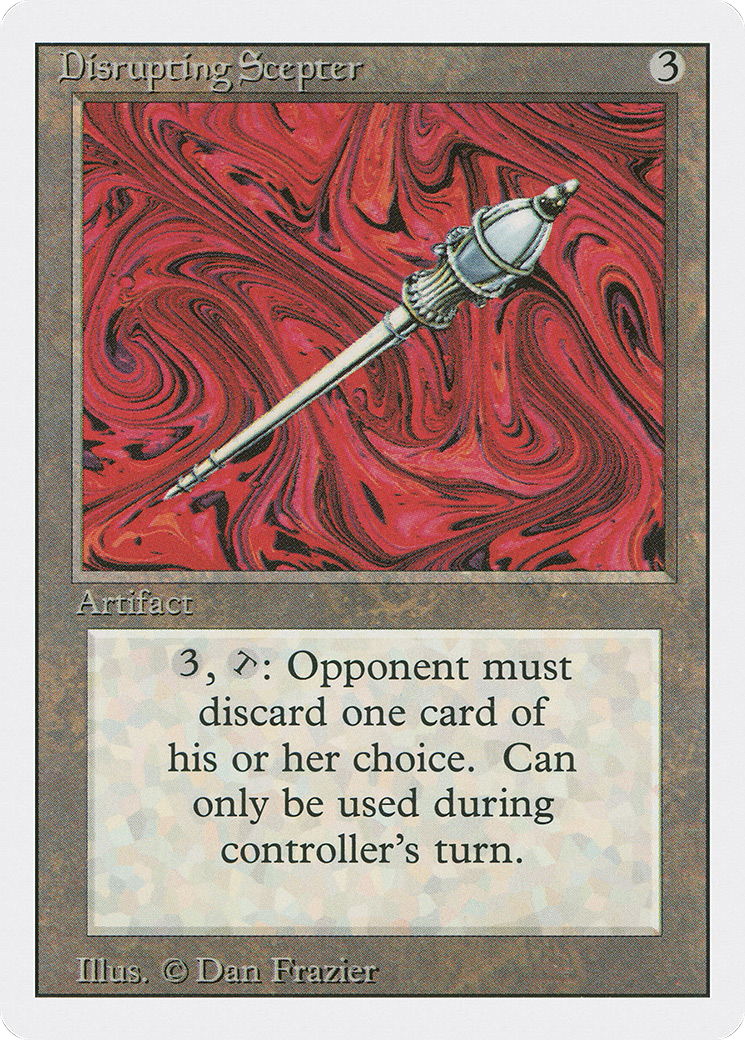 Disrupting Scepter 3
Artifact
3, T: Opponent must
discard one card of
his or her choice. Can
only be used during
controller's turn.
Illus. © Dan Frazier